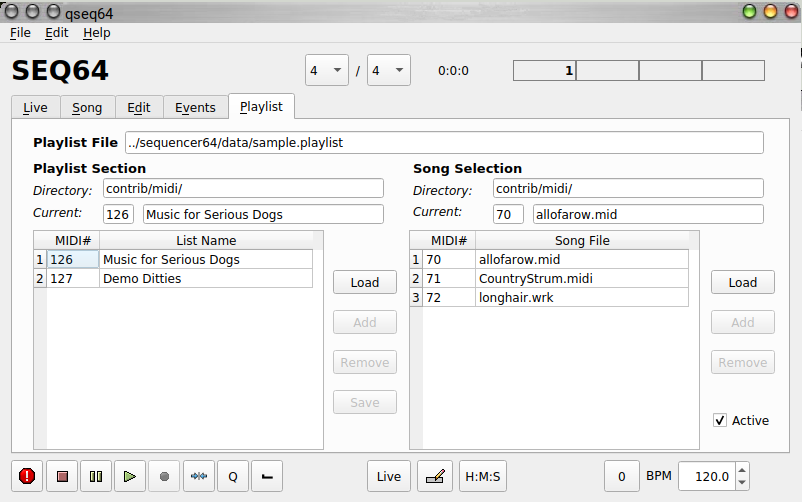 qseq64
File Edit Help
SEQ64 4 / 4 0:0:0 1
Live Song Edit Events Playlist
Playlist File ../sequencer64/data/sample.playlist
Playlist Section Song Selection
Directory: contrib/midi/ Directory: contrib/midi/
Current: 126 Music for Serious Dogs Current: 70 allofarow.mid
MIDI# List Name MIDI# Song File
1 126 Music for Serious Dogs 1 70 allofarow.mid
2 127 Demo Ditties 2 71 CountryStrum.midi
Load Load
3 72 longhair.wrk
Add Add
Remove Remove
Save
Active
Q Live H:M:S 0 BPM 120.0